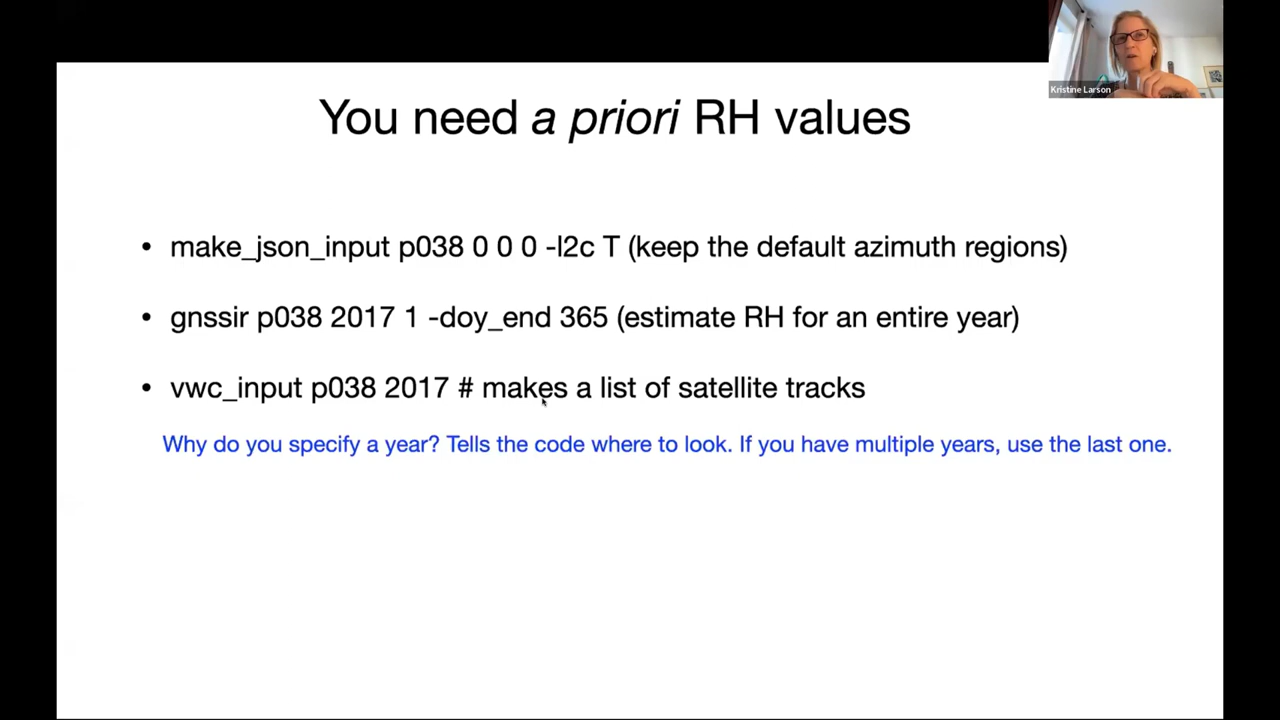 Kristine Larson
You need a priori RH values
• make_json_input p038 0 0 0 -l2c T (keep the default azimuth regions)
• gnssir p038 2017 1 -doy_end 365 (estimate RH for an entire year)
• vwc_input p038 2017 # makes a list of satellite tracks
Why do you specify a year? Tells the code where to look. If you have multiple years, use the last one.